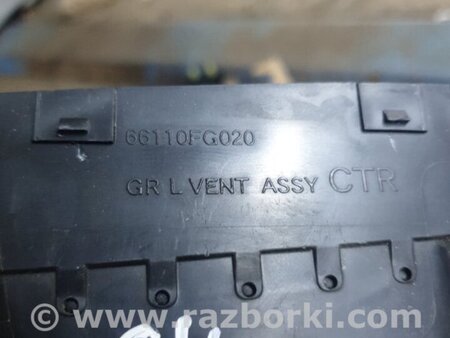 66110FG020
GR L VENT ASSY CTR
© www.razborki.com